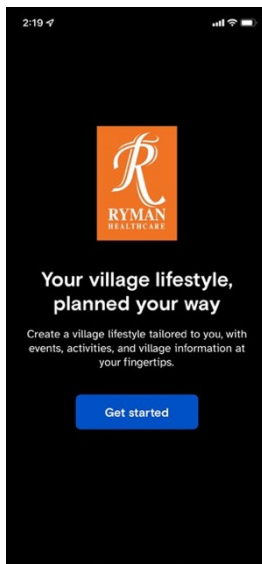 2:19
RYMAN
HEALTHCARE
Your village lifestyle,
planned your way
Create a village lifestyle tailored to you, with
events, activities, and village information at
your fingertips.
Get started